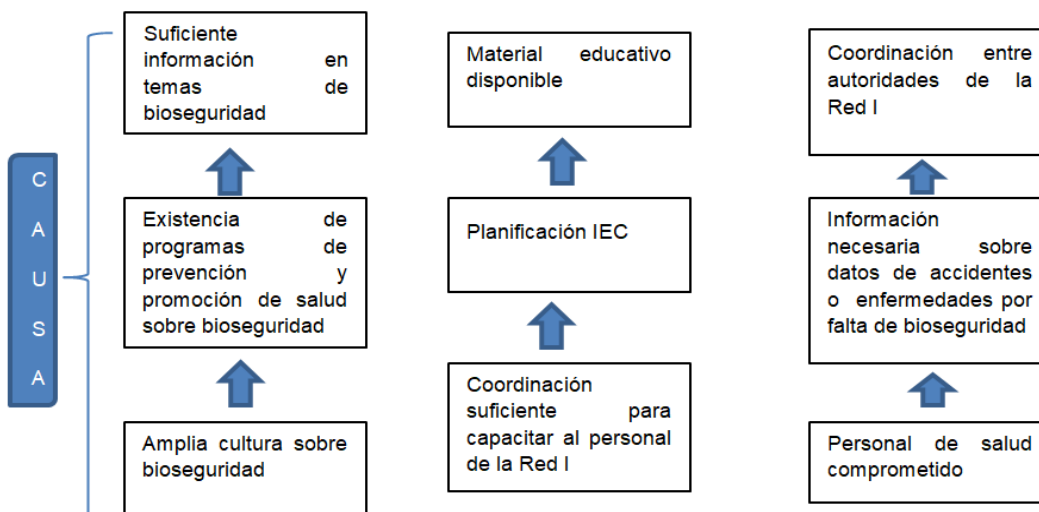 C
A
U
S
A
Suficiente
información en
temas de
bioseguridad
Existencia de
programas de
prevención y
promoción de salud
sobre bioseguridad
Amplia cultura sobre
bioseguridad
Material educativo
disponible
Planificación IEC
Coordinación
suficiente para
capacitar al personal
de la Red I
Coordinación entre
autoridades de la
Red I
Información
necesaria sobre
datos de accidentes
o enfermedades por
falta de bioseguridad
Personal de salud
comprometido